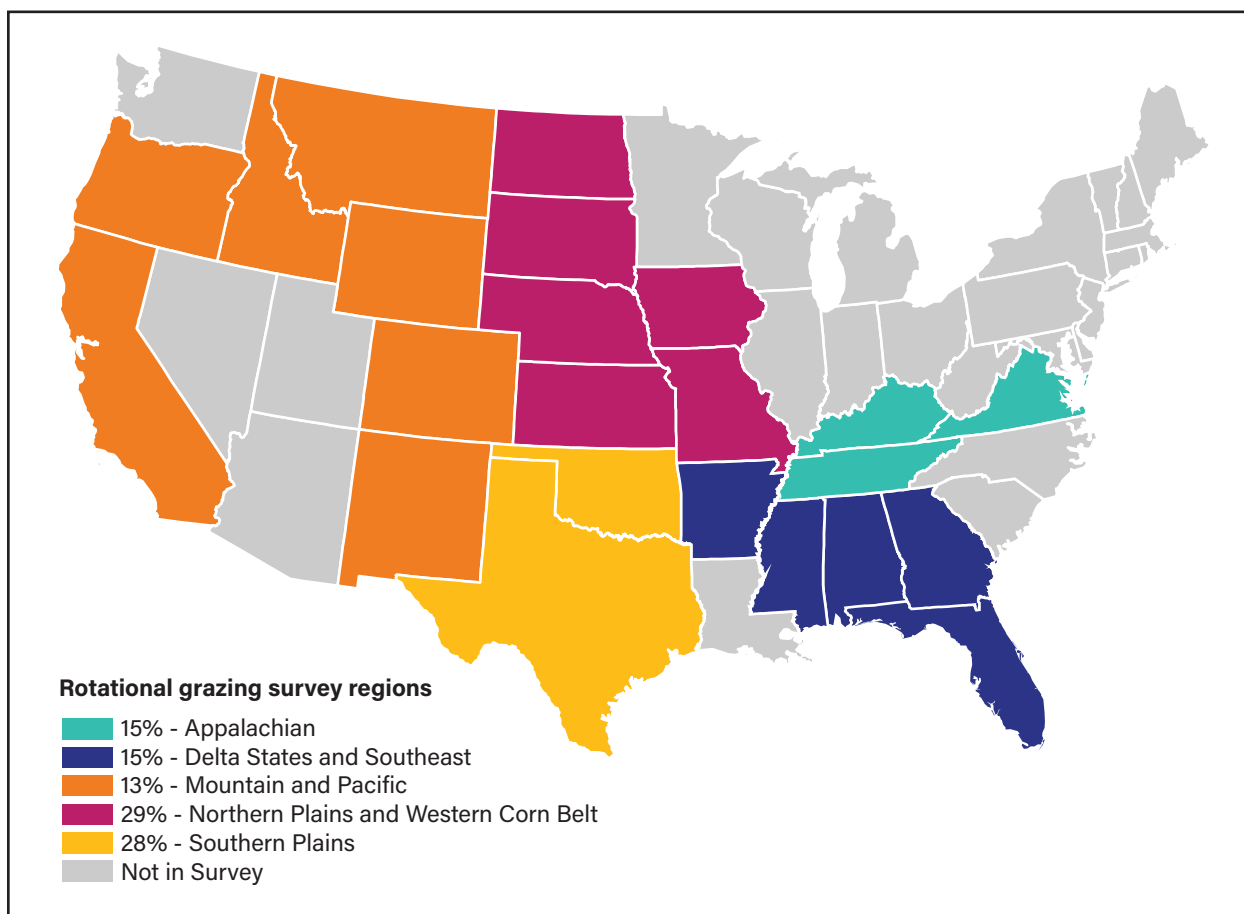 Rotational grazing survey regions
15% - Appalachian
15% - Delta States and Southeast
13% - Mountain and Pacific
29% - Northern Plains and Western Corn Belt
28% - Southern Plains
Not in Survey